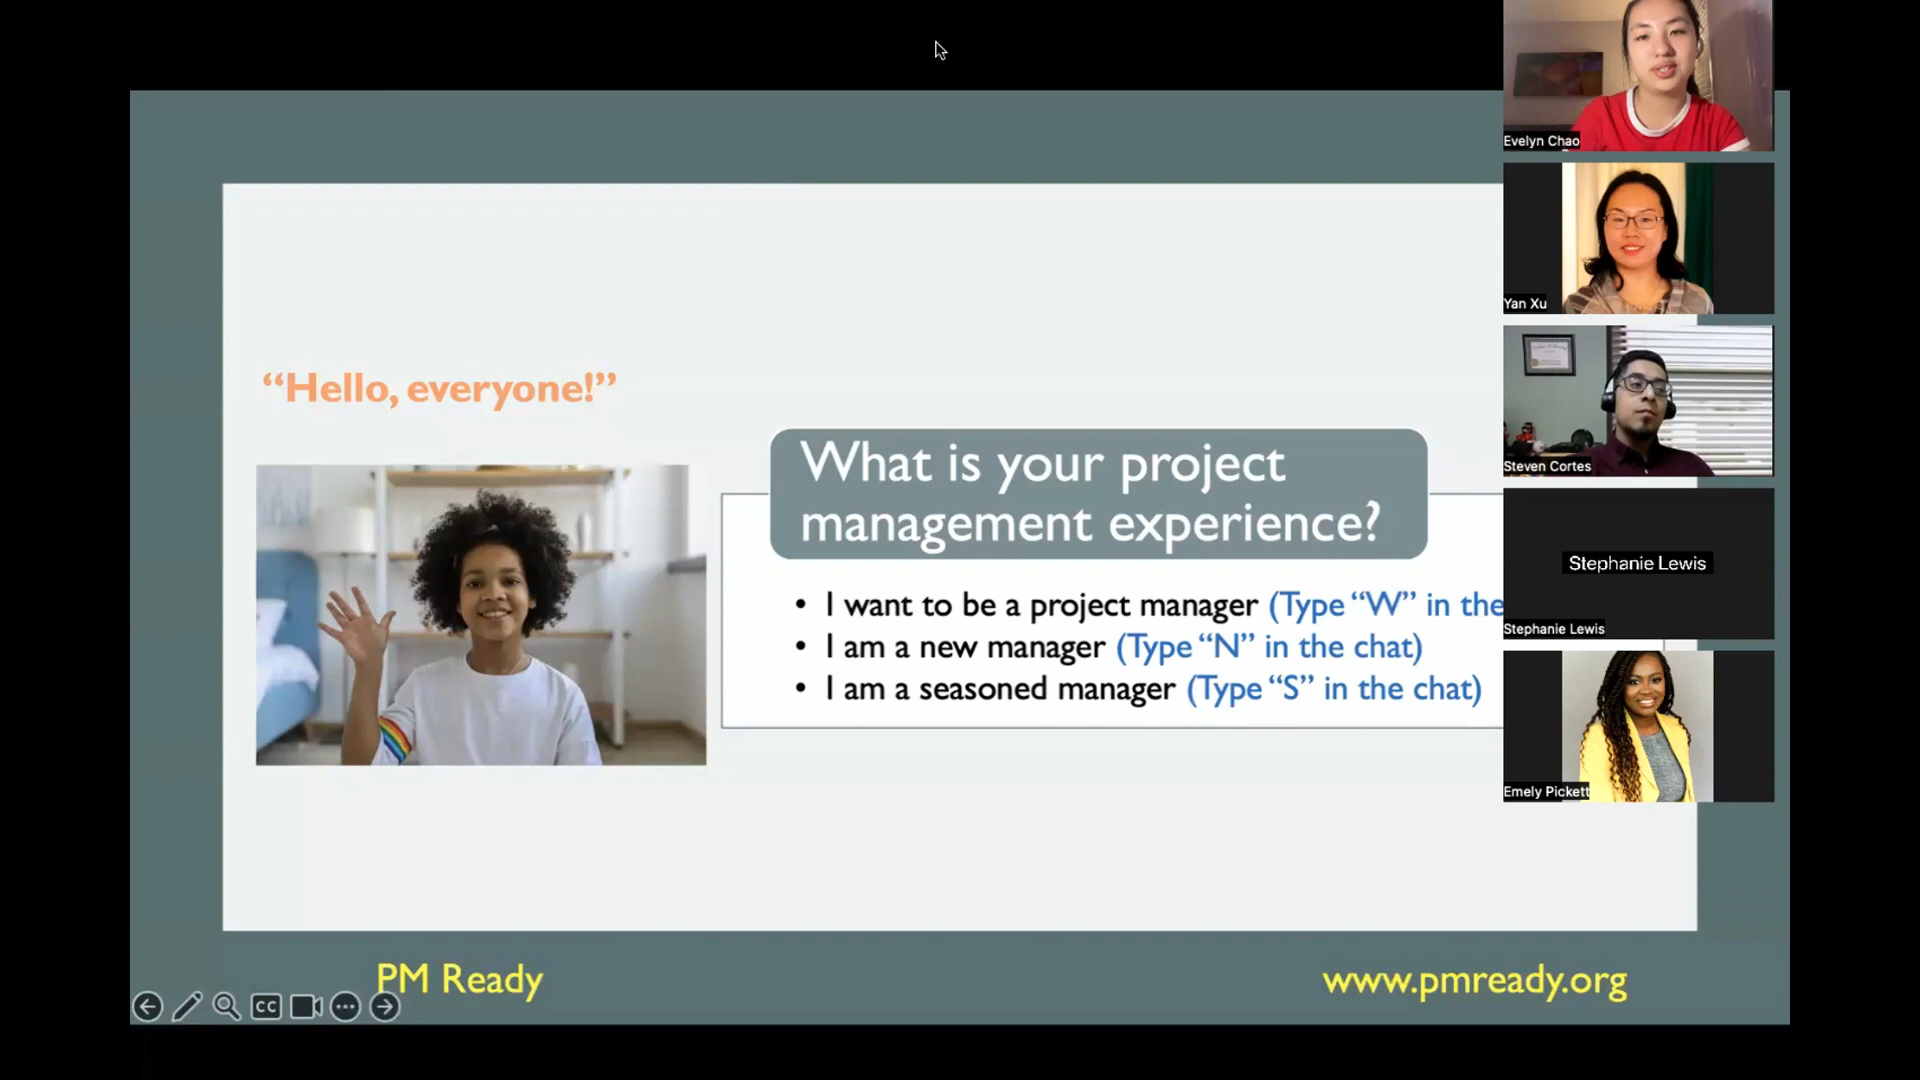 “Hello, everyone!”
What is your project
management experience?
• I want to be a project manager (Type “W” in the
• I am a new manager (Type “N” in the chat)
• I am a seasoned manager (Type “S” in the chat)
PM Ready
www.pmready.org
CC
Evelyn Chao
Yan Xu
Steven Cortes
Stephanie Lewis
Stephanie Lewis
Emely Pickett